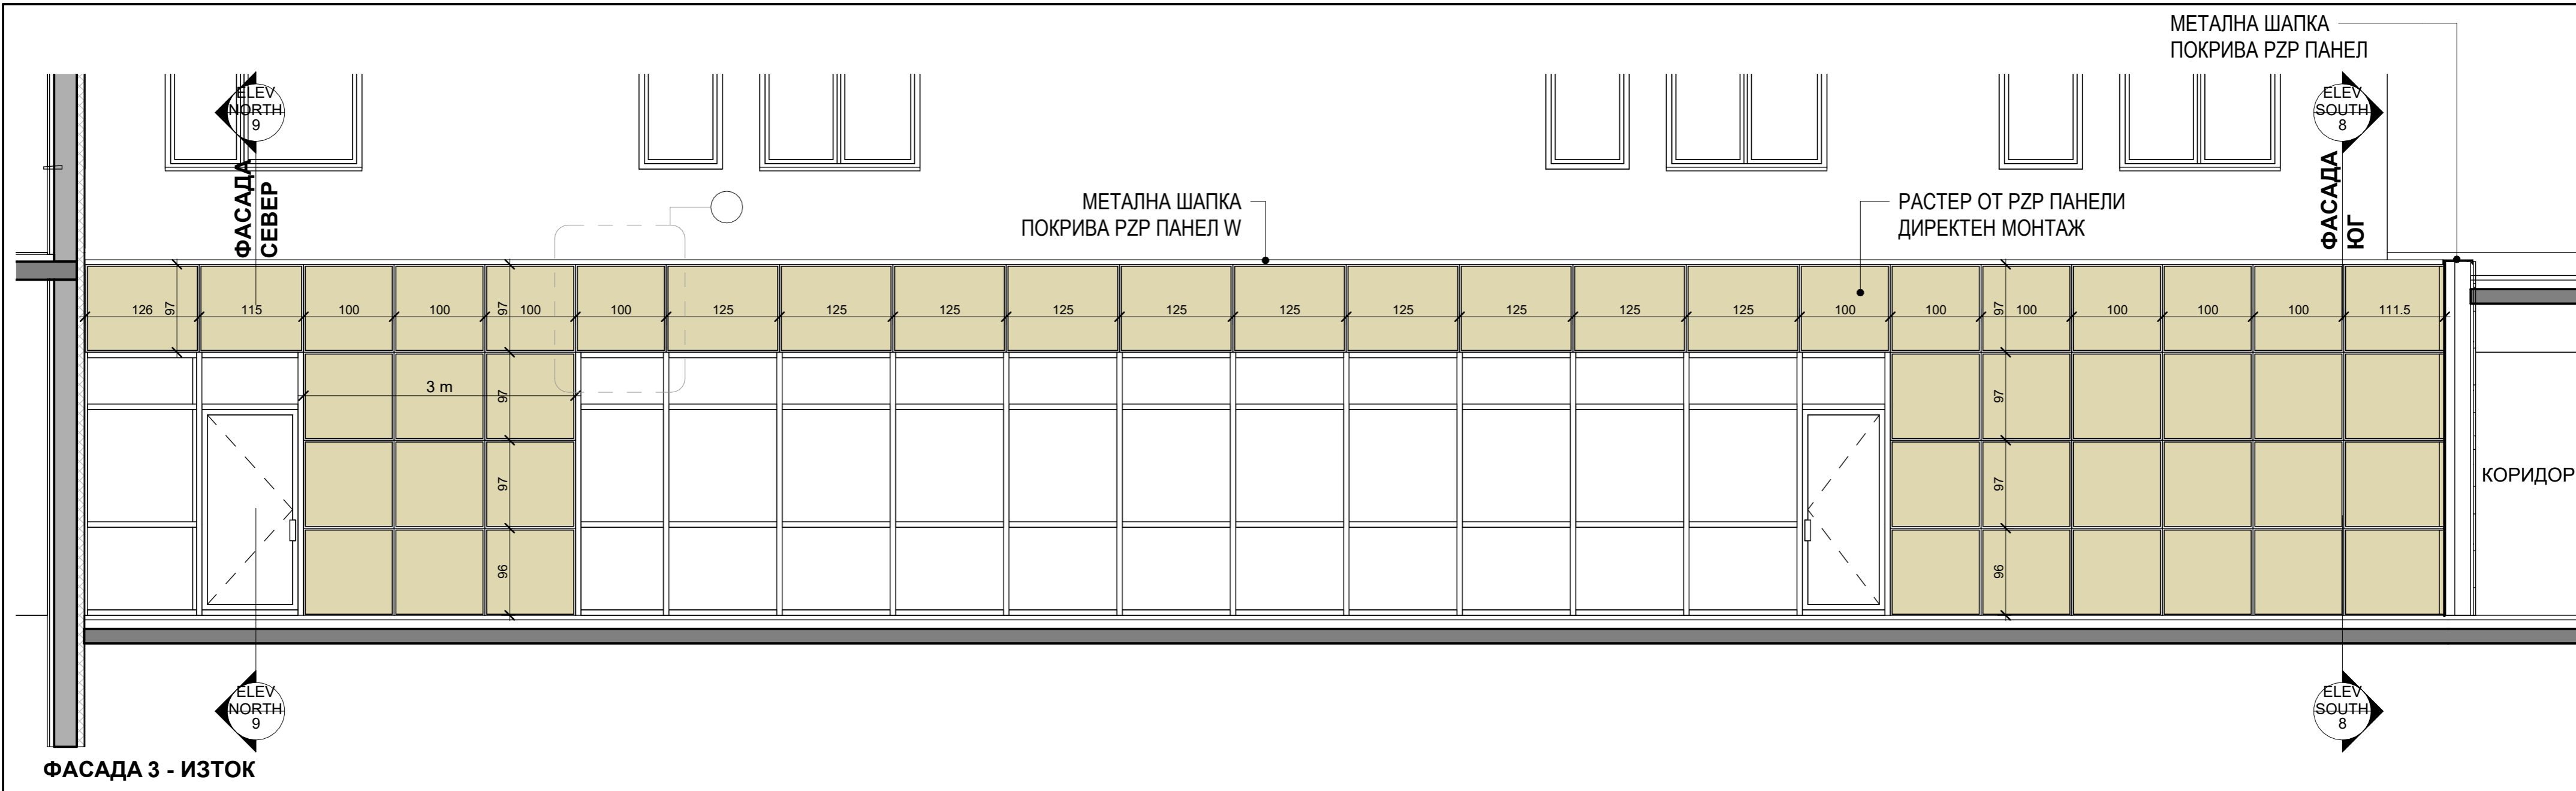 МЕТАЛНА ШАПКА
ПОКРИВА PZP ПАНЕЛ
ELEV
NORTH
9
ELEV
SOUTH
8
ФАСАДА
СЕВЕР
ФАСАДА
ЮГ
МЕТАЛНА ШАПКА
ПОКРИВА PZP ПАНЕЛ W
РАСТЕР ОТ PZP ПАНЕЛИ
ДИРЕКТЕН МОНТАЖ
126 97 115 100 100 97 100 100 125 125 125 125 125 125 125 125 125 125 100 100 97 100 100 100 100 111.5
3 m
97
97
97
97
96
96
КОРИДОР
ELEV
NORTH
9
ELEV
SOUTH
8
ФАСАДА 3 - ИЗТОК